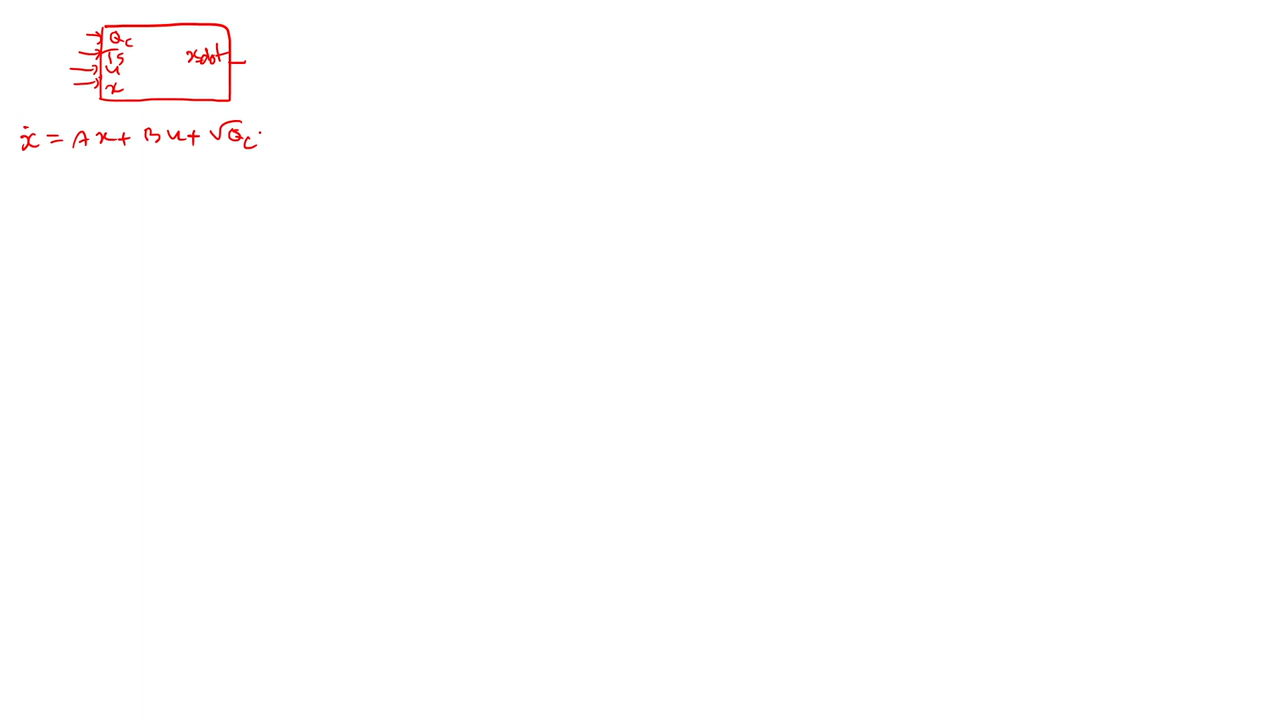 Qc
Ts
u
x
xdot
ẋ = Ax + Bu + √Qc